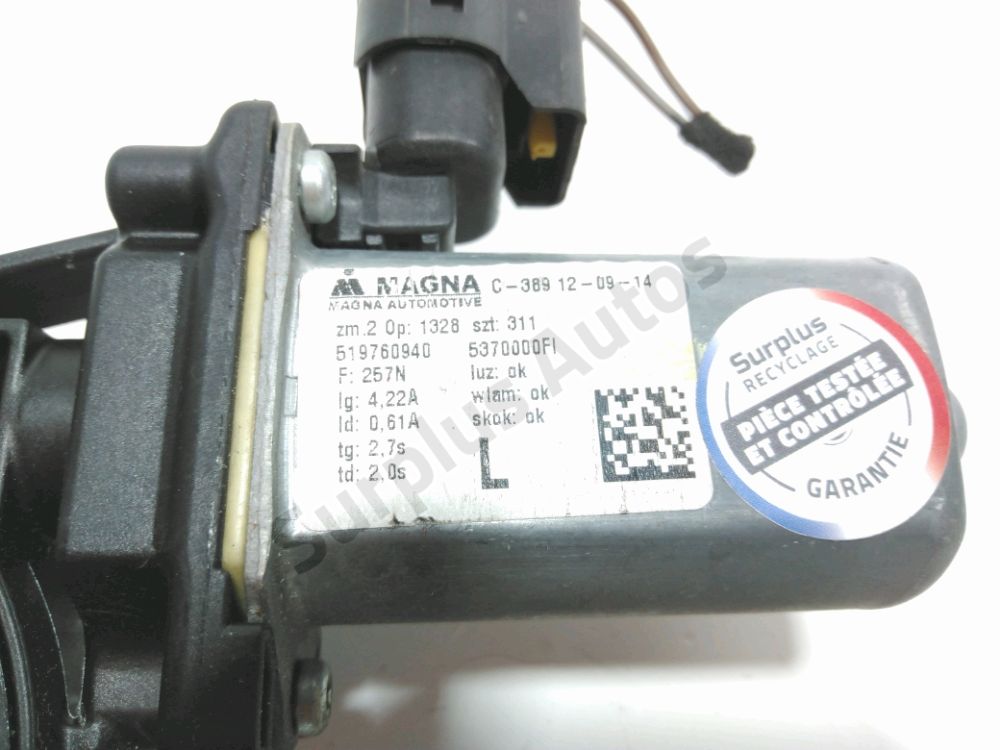 MAGNA C-389 12-09-14
MAGNA AUTOMOTIVE
zm.2 Op: 1328 szt: 311
519760940 5370000FI
F: 257N luz: ok
Ig: 4,22A wlam: ok
Id: 0,61A skok: ok
tg: 2,7s
td: 2,0s
L
Surplus
RECYCLAGE
PIÈCE TESTÉE
ET CONTRÔLÉE
GARANTIE
Surplus Autos